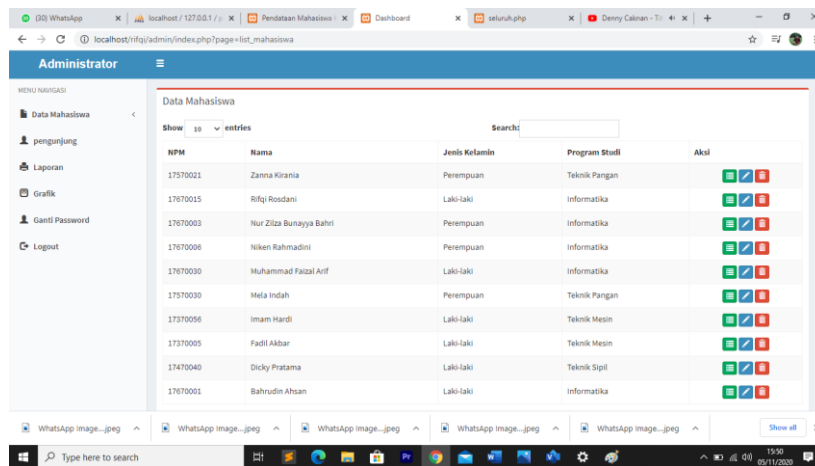 (30) WhatsApp
localhost / 127.0.0.1 / p
Pendataan Mahasiswa
Dashboard
seluruh.php
Denny Caknan - Ti
localhost/rifqi/admin/index.php?page=list_mahasiswa
Administrator
MENU NAVIGASI
Data Mahasiswa
pengunjung
Laporan
Grafik
Ganti Password
Logout
Data Mahasiswa
Show 10 entries Search:
NPM Nama Jenis Kelamin Program Studi Aksi
17570021 Zanna Kirania Perempuan Teknik Pangan
17670015 Rifqi Rosdani Laki-laki Informatika
17670003 Nur Zilza Bunayya Bahri Perempuan Informatika
17670006 Niken Rahmadini Perempuan Informatika
17670030 Muhammad Faizal Arif Laki-laki Informatika
17570030 Mela Indah Perempuan Teknik Pangan
17370056 Imam Hardi Laki-laki Teknik Mesin
17370005 Fadil Akbar Laki-laki Teknik Mesin
17470040 Dicky Pratama Laki-laki Teknik Sipil
17670001 Bahrudin Ahsan Laki-laki Informatika
WhatsApp Image...jpeg WhatsApp Image...jpeg WhatsApp Image...jpeg WhatsApp Image...jpeg WhatsApp Image...jpeg Show all
Type here to search
Pr
15:50
05/11/2020